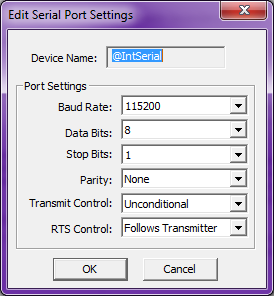 Edit Serial Port Settings
Device Name: @IntSerial
Port Settings
Baud Rate: 115200
Data Bits: 8
Stop Bits: 1
Parity: None
Transmit Control: Unconditional
RTS Control: Follows Transmitter
OK Cancel